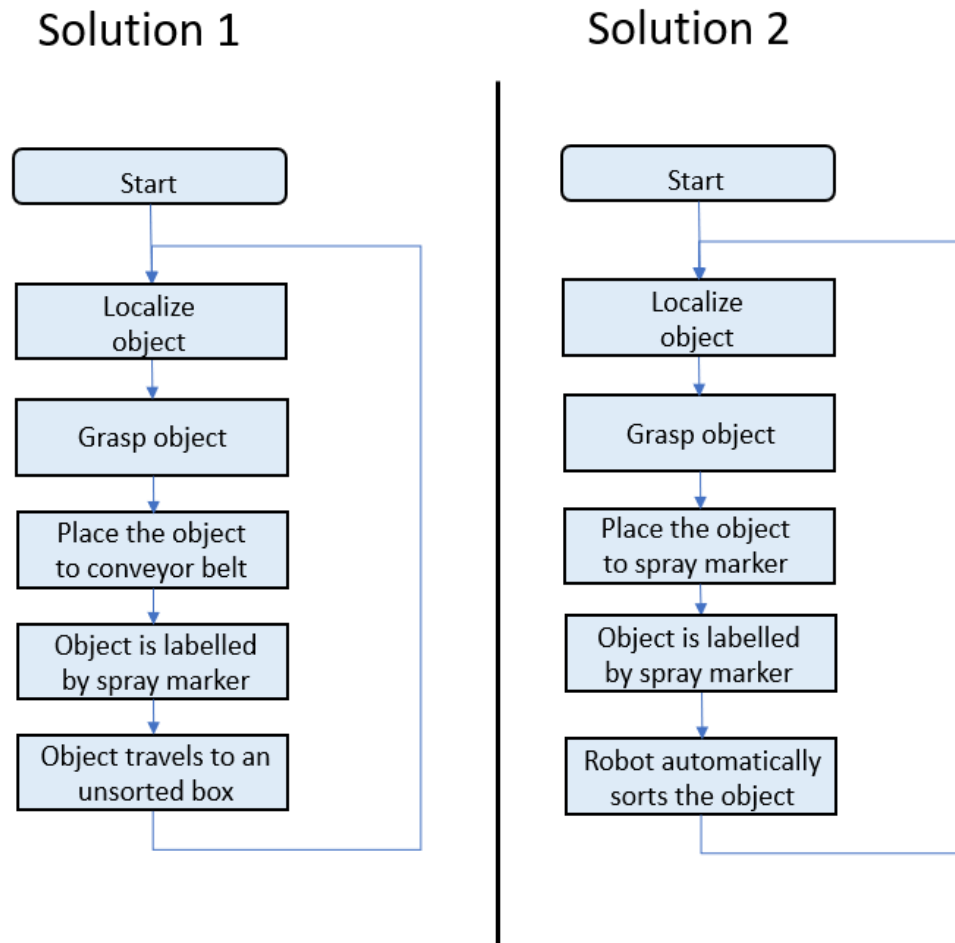 Solution 1
Start
Localize
object
Grasp object
Place the object
to conveyor belt
Object is labelled
by spray marker
Object travels to an
unsorted box
Solution 2
Start
Localize
object
Grasp object
Place the object
to spray marker
Object is labelled
by spray marker
Robot automatically
sorts the object